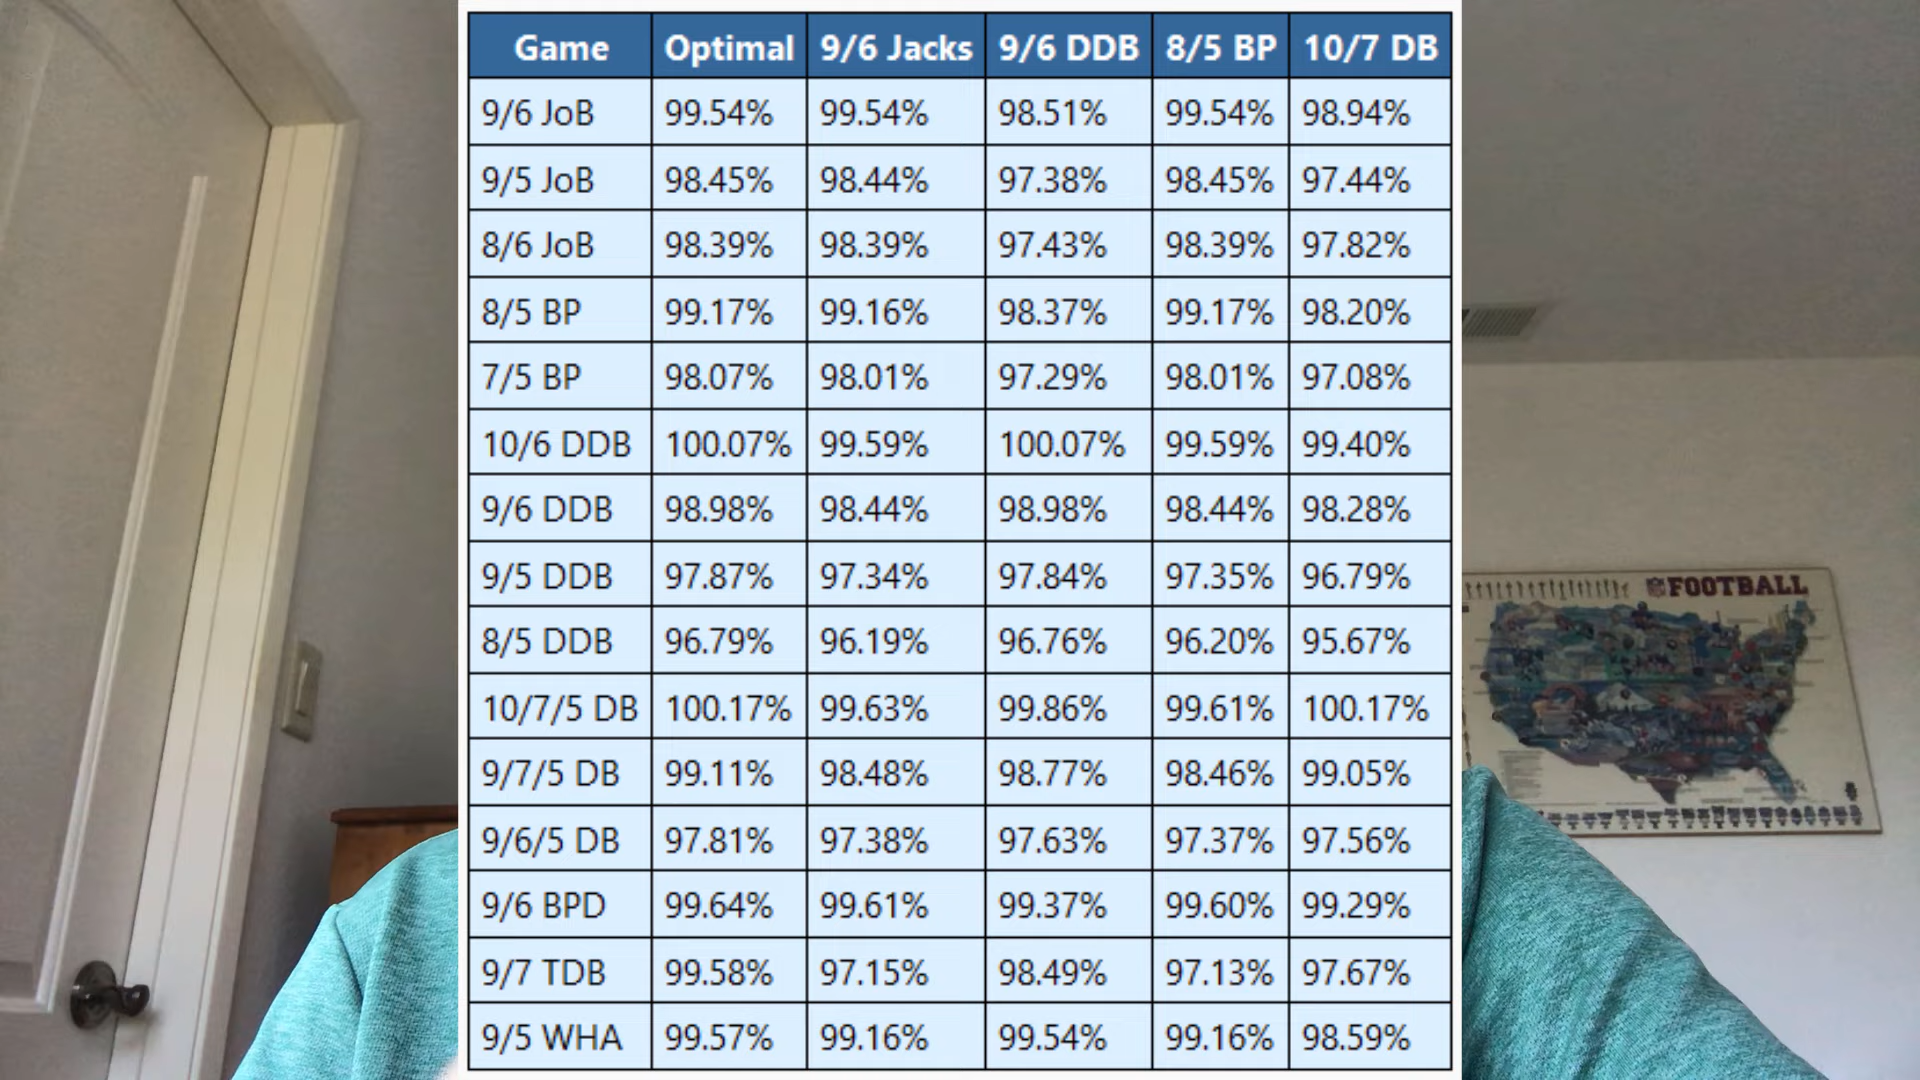 Game Optimal 9/6 Jacks 9/6 DDB 8/5 BP 10/7 DB
9/6 JoB 99.54% 99.54% 98.51% 99.54% 98.94%
9/5 JoB 98.45% 98.44% 97.38% 98.45% 97.44%
8/6 JoB 98.39% 98.39% 97.43% 98.39% 97.82%
8/5 BP 99.17% 99.16% 98.37% 99.17% 98.20%
7/5 BP 98.07% 98.01% 97.29% 98.01% 97.08%
10/6 DDB 100.07% 99.59% 100.07% 99.59% 99.40%
9/6 DDB 98.98% 98.44% 98.98% 98.44% 98.28%
9/5 DDB 97.87% 97.34% 97.84% 97.35% 96.79%
8/5 DDB 96.79% 96.19% 96.76% 96.20% 95.67%
10/7/5 DB 100.17% 99.63% 99.86% 99.61% 100.17%
9/7/5 DB 99.11% 98.48% 98.77% 98.46% 99.05%
9/6/5 DB 97.81% 97.38% 97.63% 97.37% 97.56%
9/6 BPD 99.64% 99.61% 99.37% 99.60% 99.29%
9/7 TDB 99.58% 97.15% 98.49% 97.13% 97.67%
9/5 WHA 99.57% 99.16% 99.54% 99.16% 98.59%
FOOTBALL